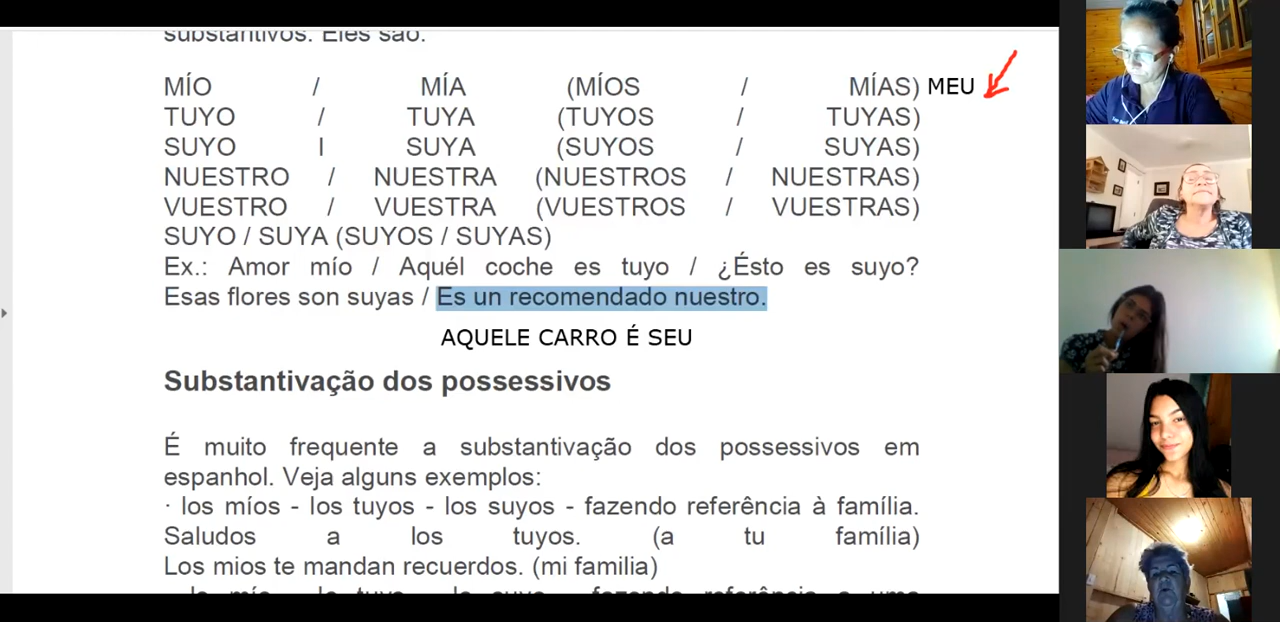 substantivos. Eles são:
MÍO / MÍA (MÍOS / MÍAS) MEU
TUYO / TUYA (TUYOS / TUYAS)
SUYO I SUYA (SUYOS / SUYAS)
NUESTRO / NUESTRA (NUESTROS / NUESTRAS)
VUESTRO / VUESTRA (VUESTROS / VUESTRAS)
SUYO / SUYA (SUYOS / SUYAS)
Ex.: Amor mío / Aquél coche es tuyo / ¿Ésto es suyo?
Esas flores son suyas / Es un recomendado nuestro.
AQUELE CARRO É SEU
Substantivação dos possessivos
É muito frequente a substantivação dos possessivos em
espanhol. Veja alguns exemplos:
· los míos - los tuyos - los suyos - fazendo referência à família.
Saludos a los tuyos. (a tu família)
Los mios te mandan recuerdos. (mi familia)